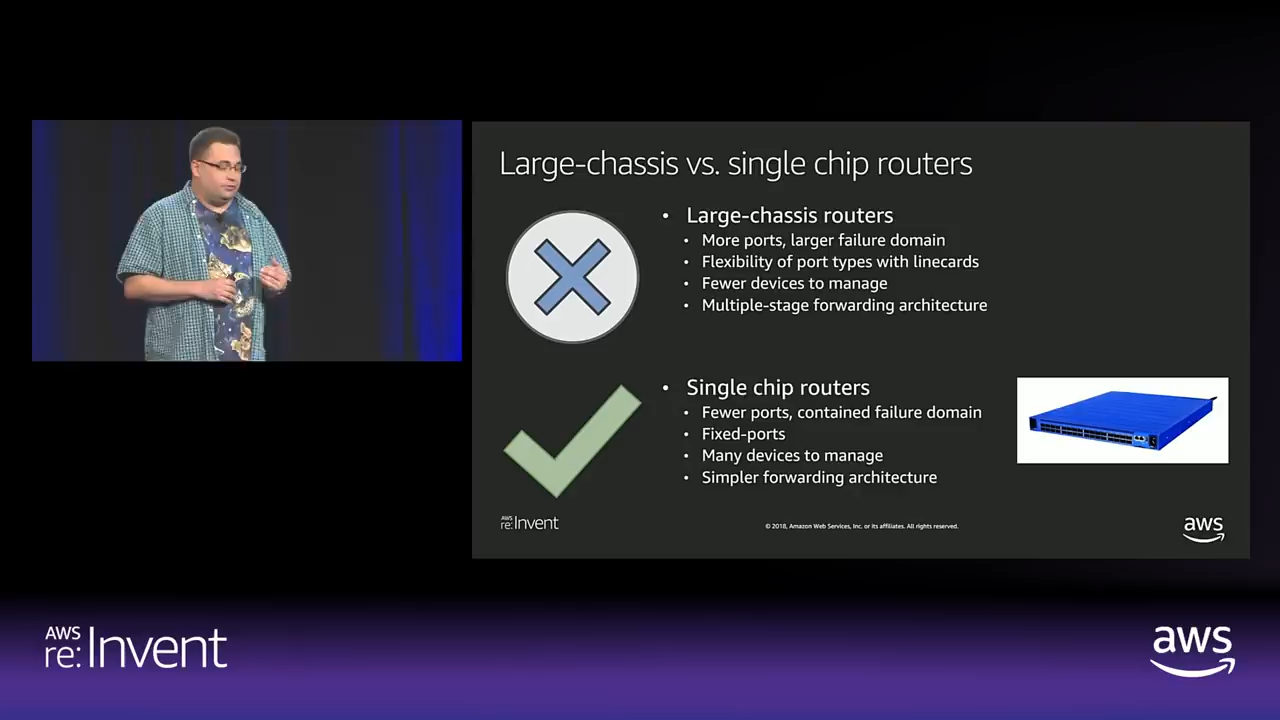 Large-chassis vs. single chip routers
• Large-chassis routers
• More ports, larger failure domain
• Flexibility of port types with linecards
• Fewer devices to manage
• Multiple-stage forwarding architecture
• Single chip routers
• Fewer ports, contained failure domain
• Fixed-ports
• Many devices to manage
• Simpler forwarding architecture
AWS
re:Invent
© 2018, Amazon Web Services, Inc. or its affiliates. All rights reserved.
aws
AWS
re:Invent
aws